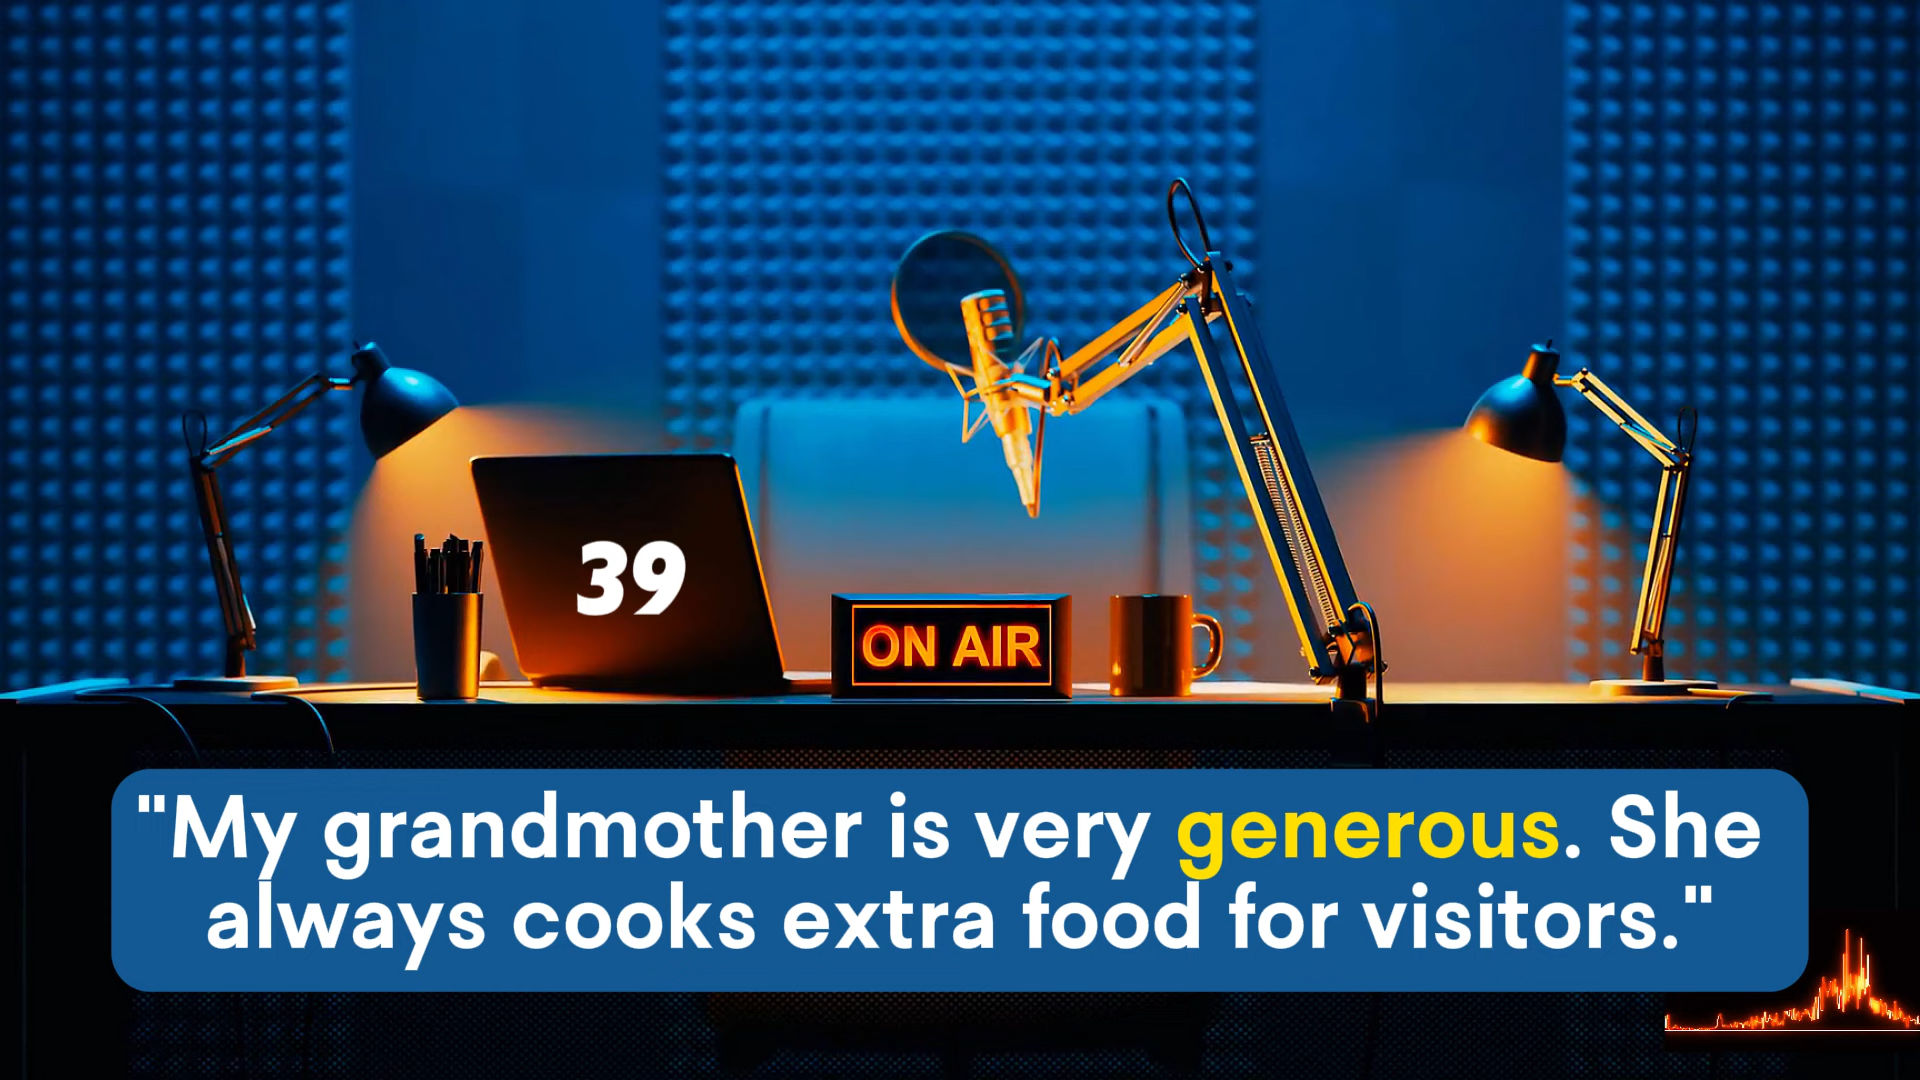 39
ON AIR
"My grandmother is very generous. She
always cooks extra food for visitors."